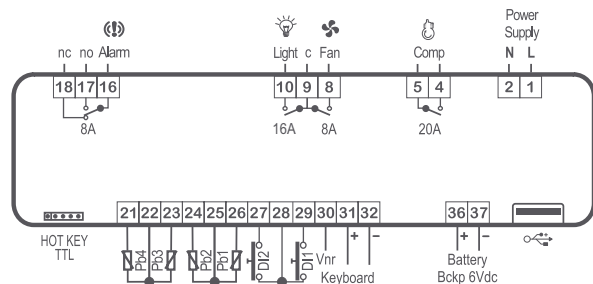 Power
Supply
nc no Alarm Light c Fan Comp N L
18 17 16 10 9 8 5 4 2 1
8A 16A 8A 20A
21 22 23 24 25 26 27 28 29 30 31 32 36 37
HOT KEY
TTL
Pb4 Pb3 Pb2 Pb1 DI2 DI1 Vnr + - + -
Keyboard
Battery
Bckp 6Vdc